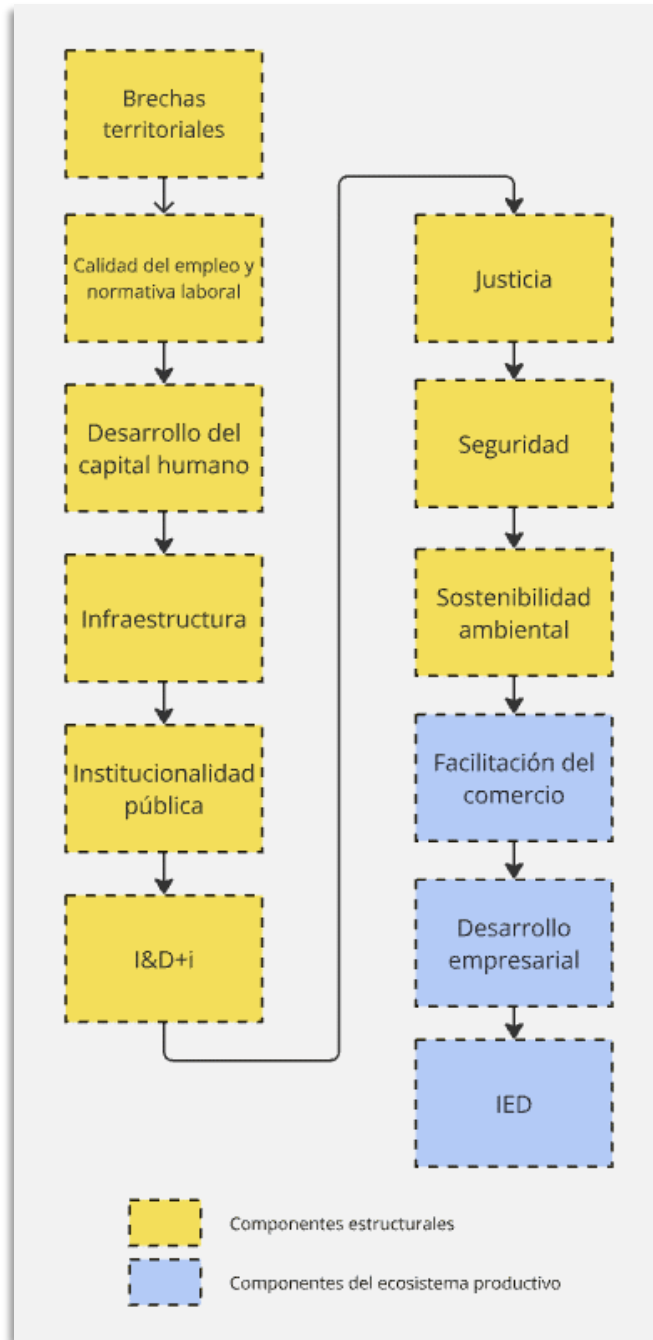 Brechas
territoriales
Calidad del empleo y
normativa laboral
Desarrollo del
capital humano
Infraestructura
Institucionalidad
pública
I&D+i
Justicia
Seguridad
Sostenibilidad
ambiental
Facilitación del
comercio
Desarrollo
empresarial
IED
Componentes estructurales
Componentes del ecosistema productivo